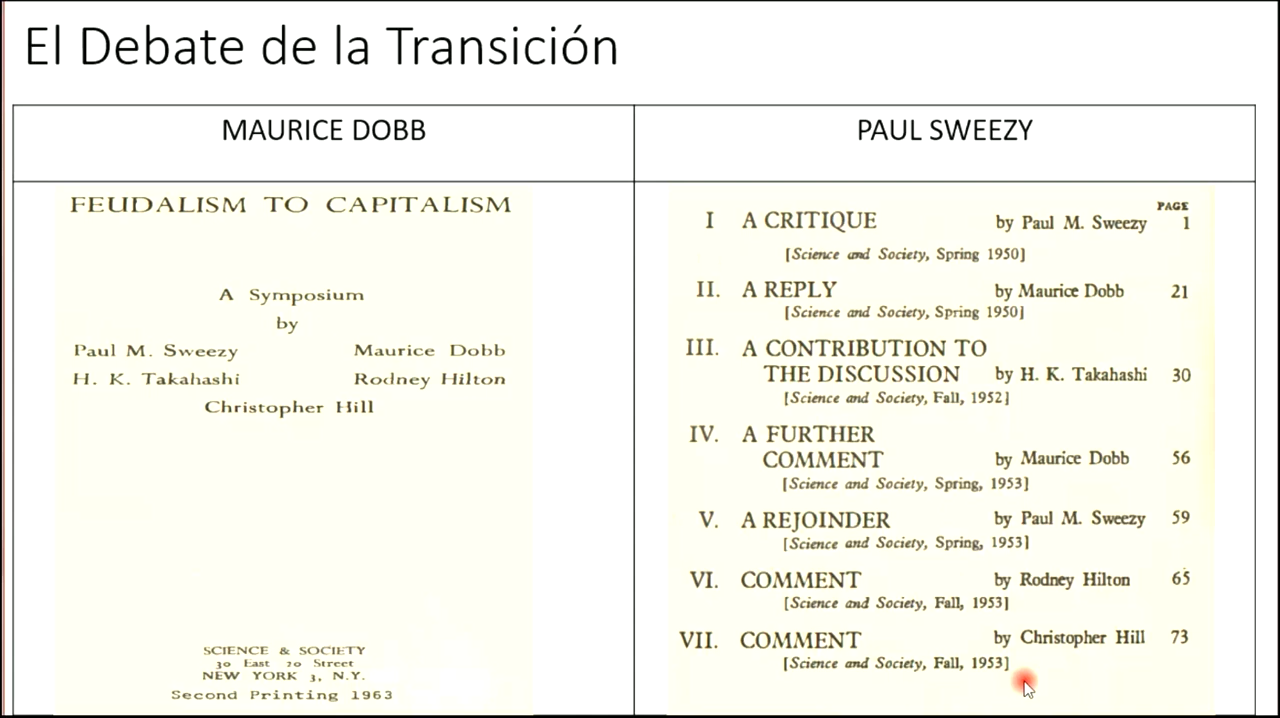 El Debate de la Transición
MAURICE DOBB
PAUL SWEEZY
FEUDALISM TO CAPITALISM
A Symposium
by
Paul M. Sweezy Maurice Dobb
H. K. Takahashi Rodney Hilton
Christopher Hill
SCIENCE & SOCIETY
30 East 20 Street
NEW YORK 3, N.Y.
Second Printing 1963
PAGE
I A CRITIQUE by Paul M. Sweezy 1
[Science and Society, Spring 1950]
II. A REPLY by Maurice Dobb 21
[Science and Society, Spring 1950]
III. A CONTRIBUTION TO
THE DISCUSSION by H. K. Takahashi 30
[Science and Society, Fall, 1952]
IV. A FURTHER
COMMENT by Maurice Dobb 56
[Science and Society, Spring, 1953]
V. A REJOINDER by Paul M. Sweezy 59
[Science and Society, Spring, 1953]
VI. COMMENT by Rodney Hilton 65
[Science and Society, Fall, 1953]
VII. COMMENT by Christopher Hill 73
[Science and Society, Fall, 1953]